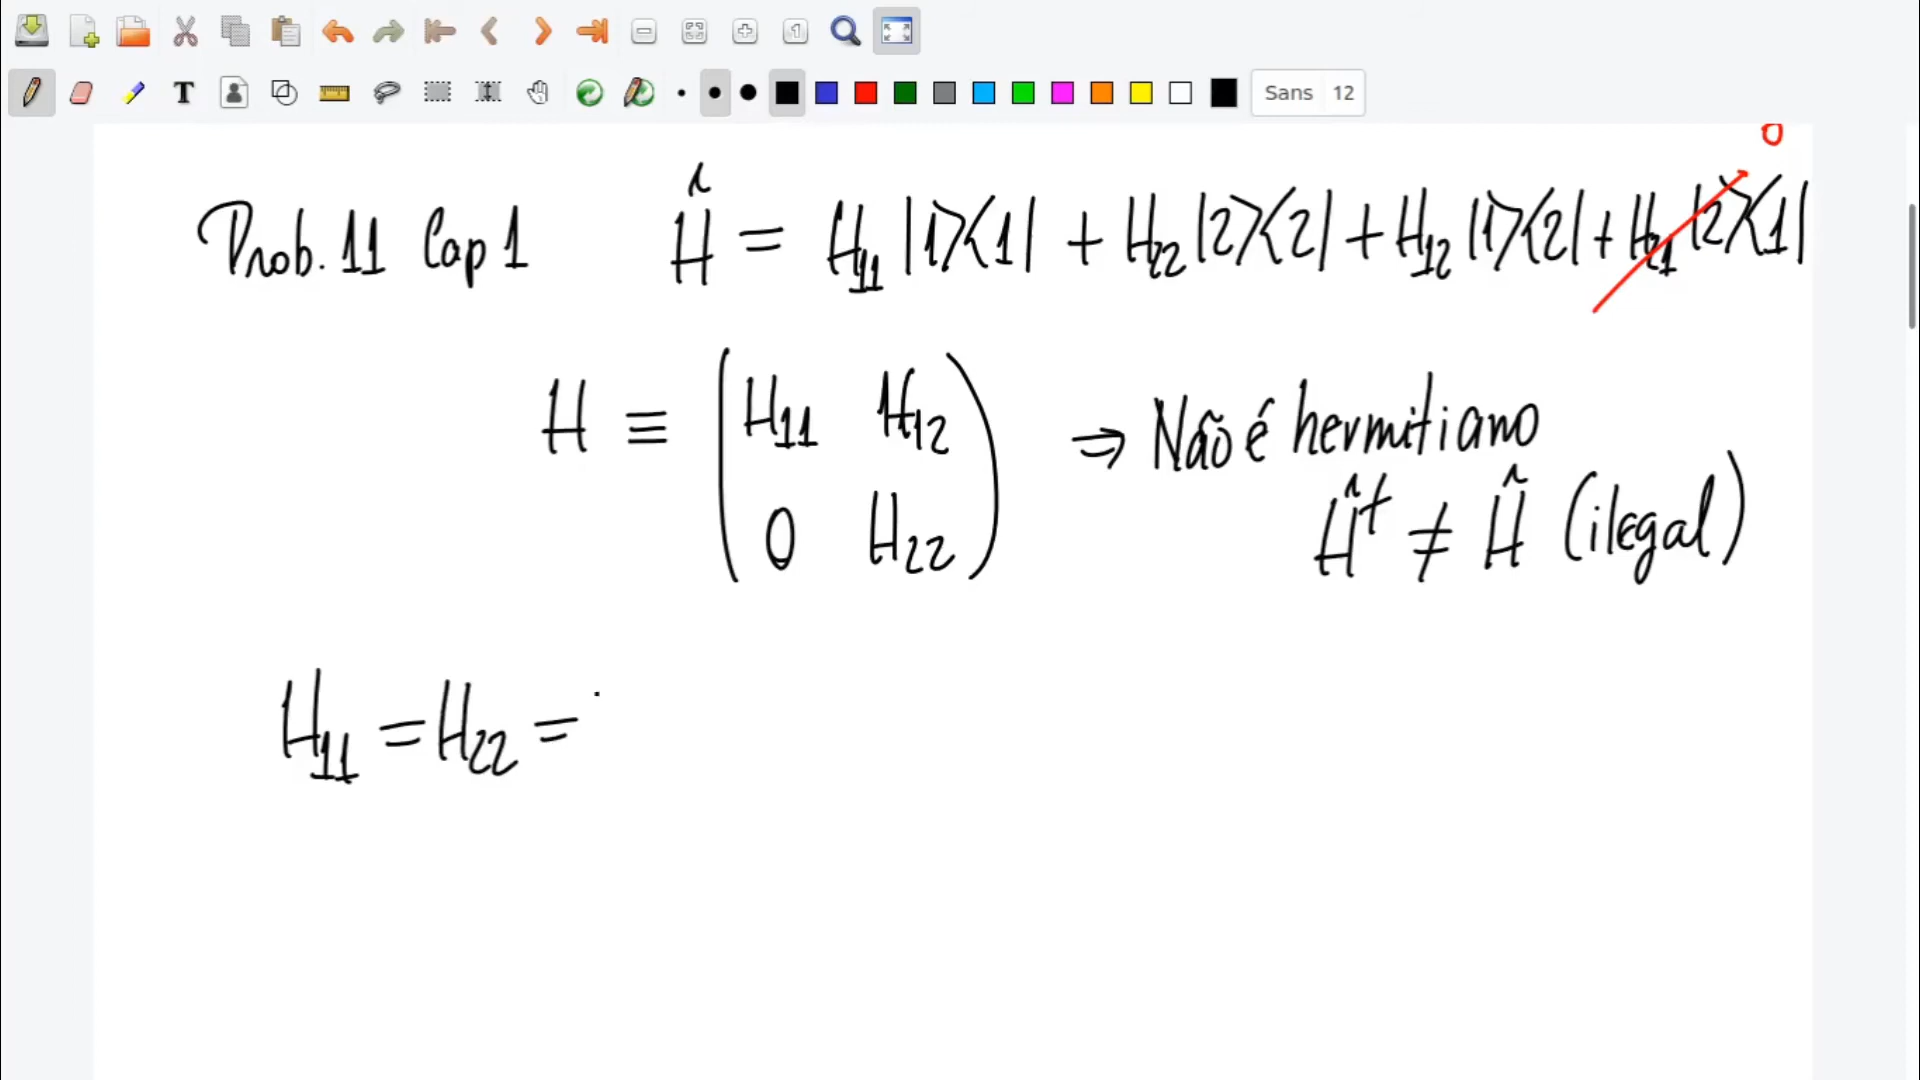 1
T
Sans 12
0
Prob. 11 Cap 1 Ĥ = H₁₁ |1⟩⟨1| + H₂₂ |2⟩⟨2| + H₁₂ |1⟩⟨2| + H₂₁ |2⟩⟨1|
H ≡ ( H₁₁ H₁₂ ⇒ Não é hermitiano
0 H₂₂ ) Ĥ† ≠ Ĥ (ilegal)
H₁₁ = H₂₂ =